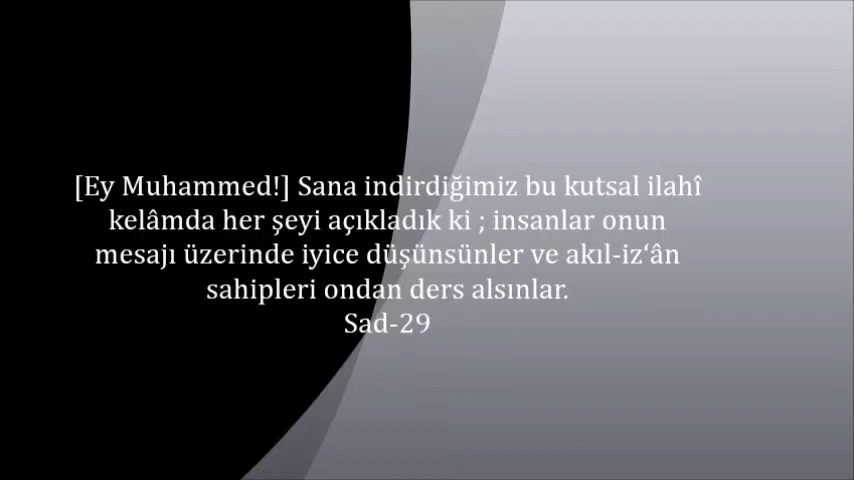 [Ey Muhammed!] Sana indirdiğimiz bu kutsal ilahî
kelâmda her şeyi açıkladık ki ; insanlar onun
mesajı üzerinde iyice düşünsünler ve akıl-iz‘ân
sahipleri ondan ders alsınlar.
Sad-29